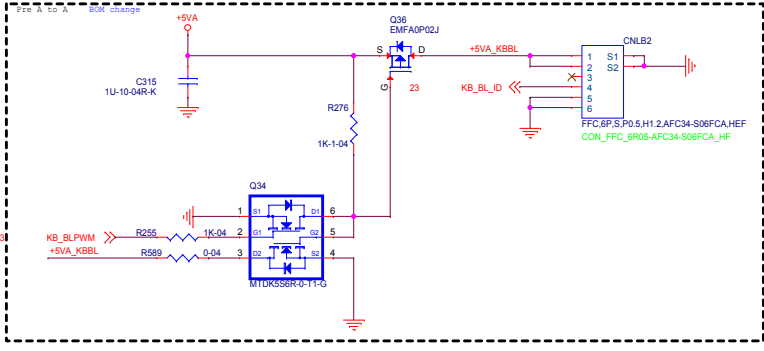 Pre A to A BOM change
+5VA
Q36
EMFA0P02J
S D
+5VA_KBBL
CNLB2
C315
1U-10-04R-K
G
23
KB_BL_ID
1 S1
2 S2
3
4
5
6
R276
1K-1-04
FFC,6P,S,P0.5,H1.2,AFC34-S06FCA,HEF
CON_FFC_6R05-AFC34-S06FCA_HF
Q34
1 S1 D1 6
3 KB_BLPWM R255 1K-04 2 G1 G2 5
+5VA_KBBL R589 0-04 3 D2 S2 4
MTDK5S6R-0-T1-G